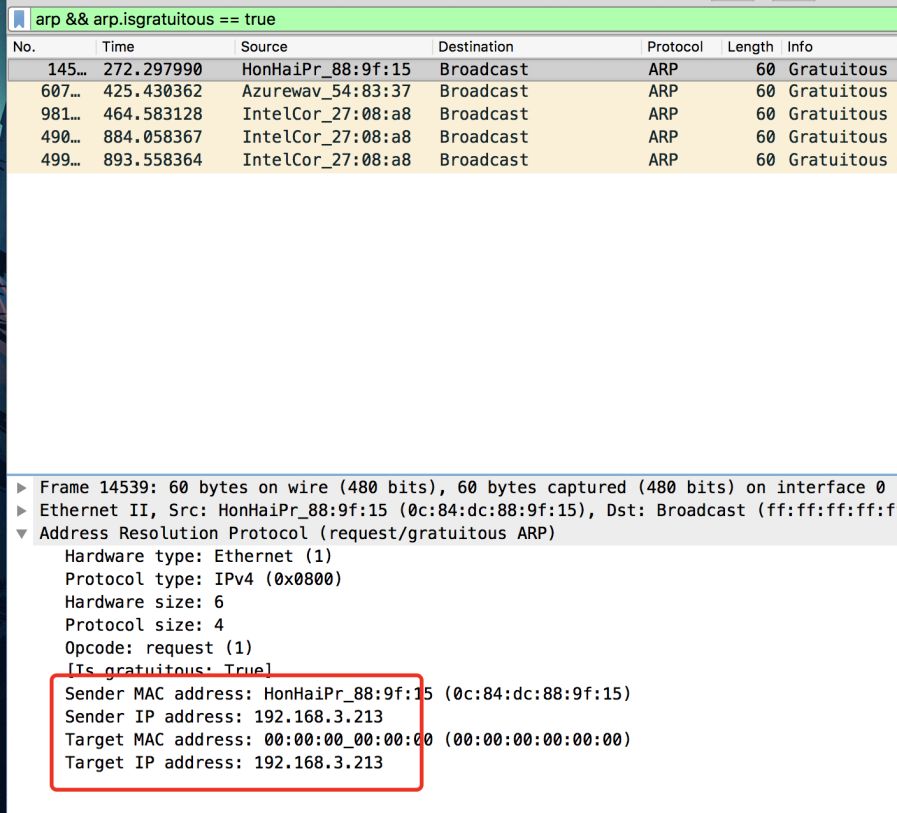 arp && arp.isgratuitous == true
No. Time Source Destination Protocol Length Info
145… 272.297990 HonHaiPr_88:9f:15 Broadcast ARP 60 Gratuitous
607… 425.430362 Azurewav_54:83:37 Broadcast ARP 60 Gratuitous
981… 464.583128 IntelCor_27:08:a8 Broadcast ARP 60 Gratuitous
490… 884.058367 IntelCor_27:08:a8 Broadcast ARP 60 Gratuitous
499… 893.558364 IntelCor_27:08:a8 Broadcast ARP 60 Gratuitous
Frame 14539: 60 bytes on wire (480 bits), 60 bytes captured (480 bits) on interface 0
Ethernet II, Src: HonHaiPr_88:9f:15 (0c:84:dc:88:9f:15), Dst: Broadcast (ff:ff:ff:ff:f
Address Resolution Protocol (request/gratuitous ARP)
Hardware type: Ethernet (1)
Protocol type: IPv4 (0x0800)
Hardware size: 6
Protocol size: 4
Opcode: request (1)
[Is gratuitous: True]
Sender MAC address: HonHaiPr_88:9f:15 (0c:84:dc:88:9f:15)
Sender IP address: 192.168.3.213
Target MAC address: 00:00:00_00:00:00 (00:00:00:00:00:00)
Target IP address: 192.168.3.213